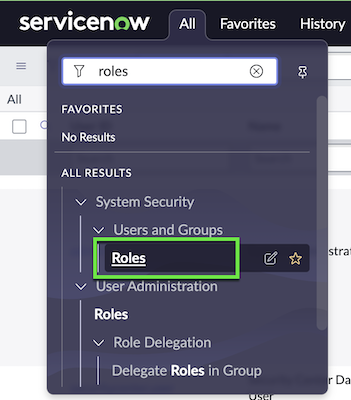 servicenow All Favorites History
roles
All
FAVORITES
No Results
ALL RESULTS
System Security
Users and Groups
Roles
User Administration
Roles
Role Delegation
Delegate Roles in Group
User